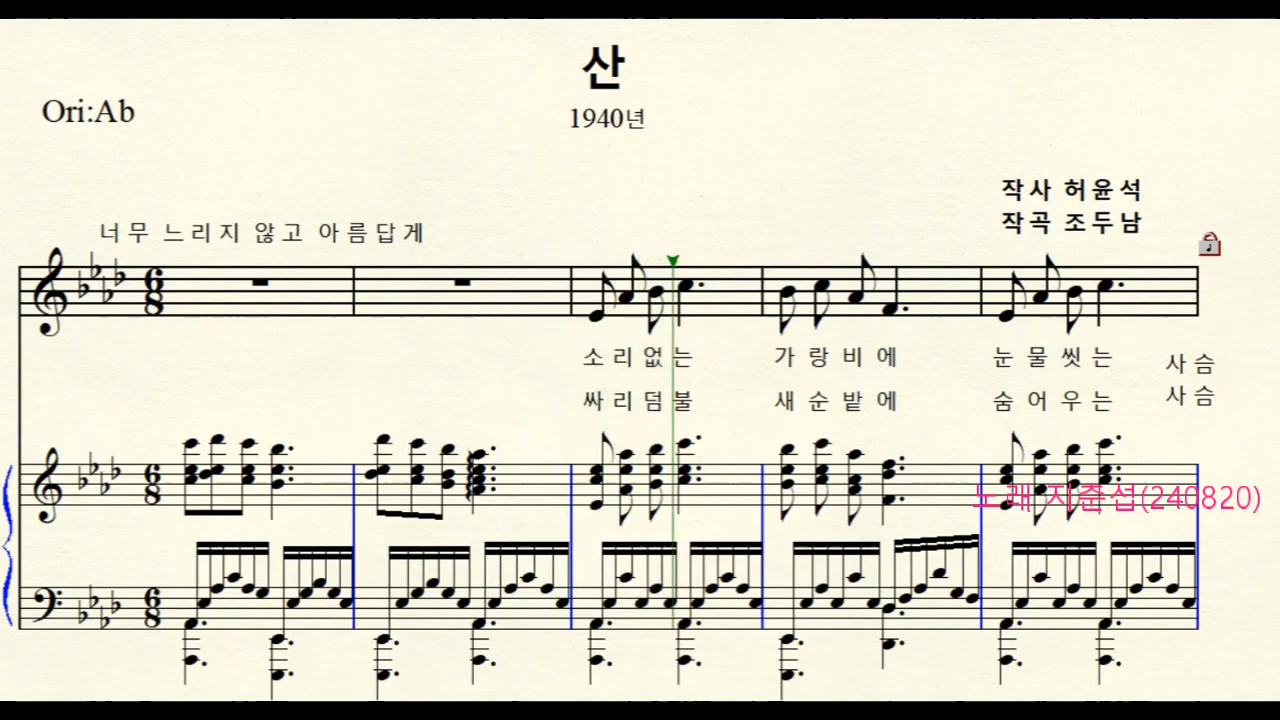 산
Ori:Ab
1940년
작사 허윤석
작곡 조두남
너무 느리지 않고 아름답게
소리없는 가랑비에 눈물씻는 사슴
싸리덤불 새순밭에 숨어우는 사슴
노래 지준섭(240820)